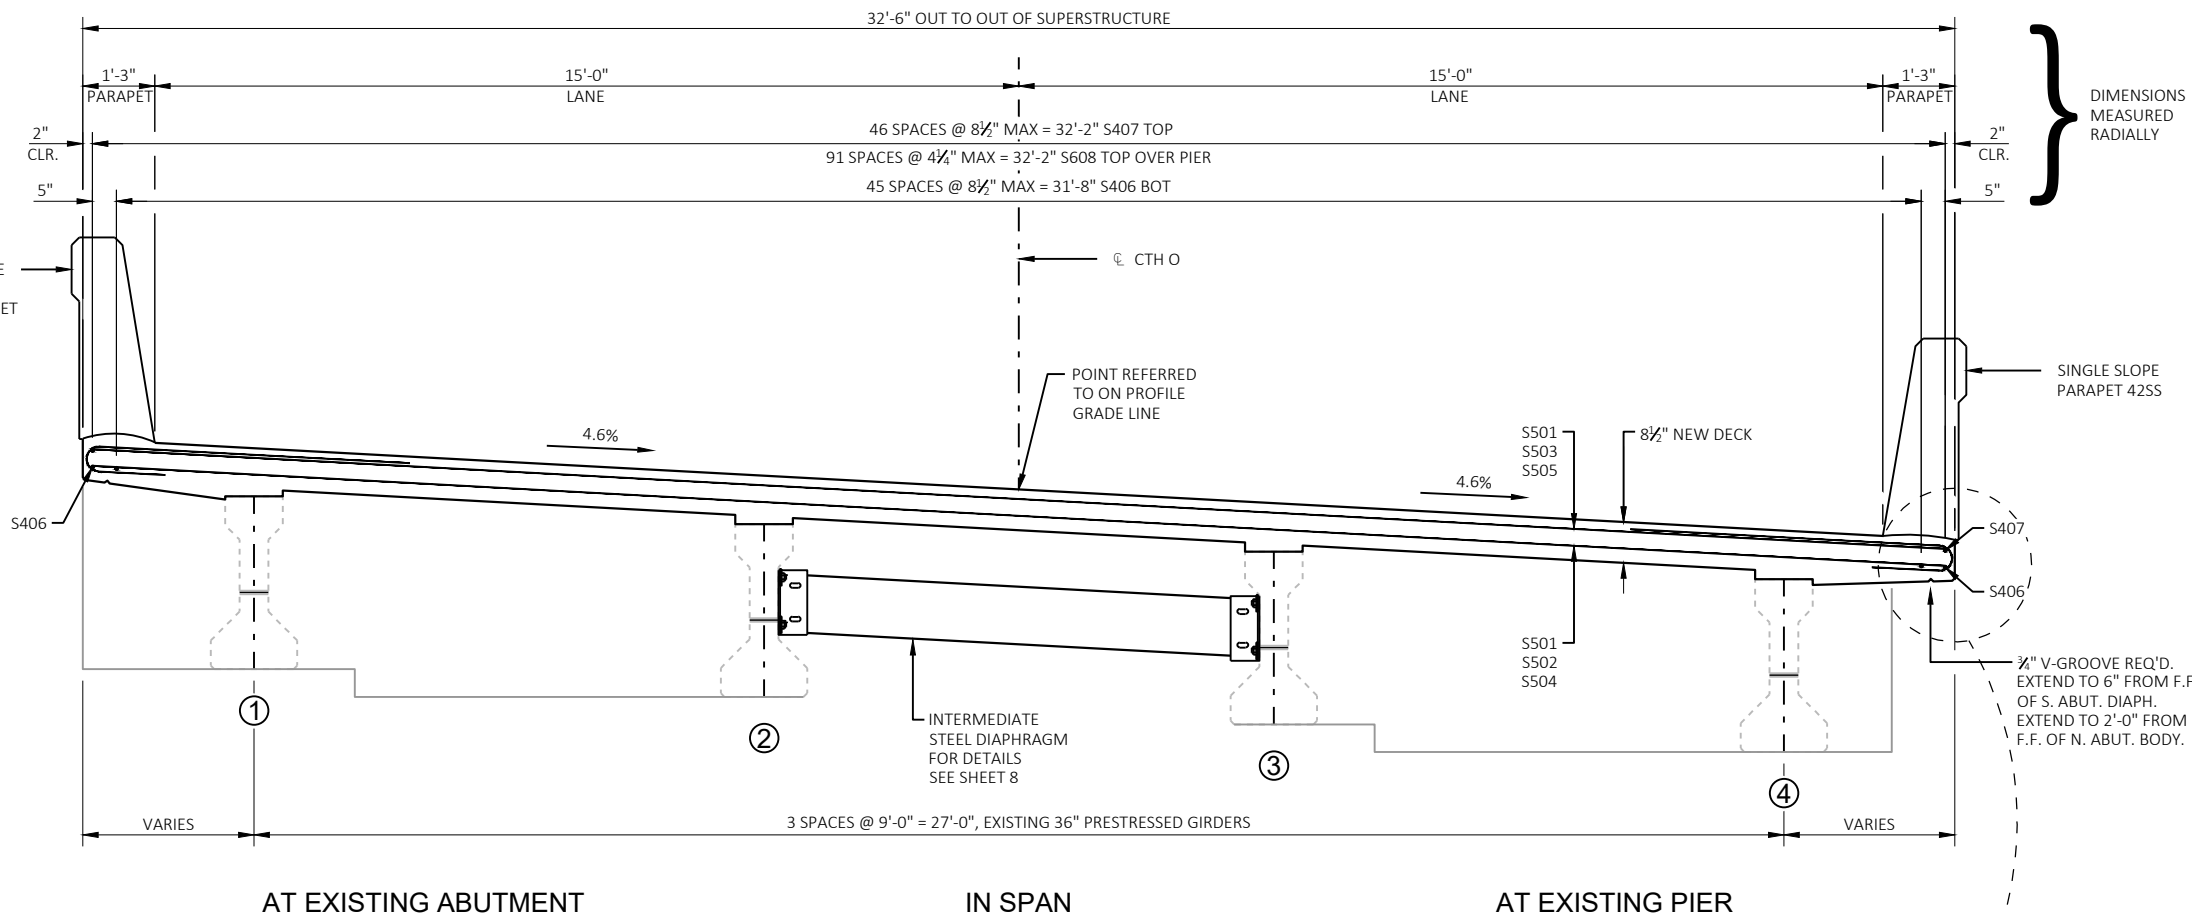 32'-6" OUT TO OUT OF SUPERSTRUCTURE
1'-3"
PARAPET
15'-0"
LANE
15'-0"
LANE
1'-3"
PARAPET
DIMENSIONS
MEASURED
RADIALLY
2"
CLR.
46 SPACES @ 8½" MAX = 32'-2" S407 TOP
91 SPACES @ 4¼" MAX = 32'-2" S608 TOP OVER PIER
2"
CLR.
5"
45 SPACES @ 8½" MAX = 31'-8" S406 BOT
5"
E
ET
℄ CTH O
POINT REFERRED
TO ON PROFILE
GRADE LINE
SINGLE SLOPE
PARAPET 42SS
4.6%
4.6%
S501
S503
S505
8½" NEW DECK
S406
S407
S406
S501
S502
S504
¾" V-GROOVE REQ'D.
EXTEND TO 6" FROM F.F
OF S. ABUT. DIAPH.
EXTEND TO 2'-0" FROM
F.F. OF N. ABUT. BODY.
1
2
3
4
INTERMEDIATE
STEEL DIAPHRAGM
FOR DETAILS
SEE SHEET 8
VARIES
3 SPACES @ 9'-0" = 27'-0", EXISTING 36" PRESTRESSED GIRDERS
VARIES
AT EXISTING ABUTMENT
IN SPAN
AT EXISTING PIER